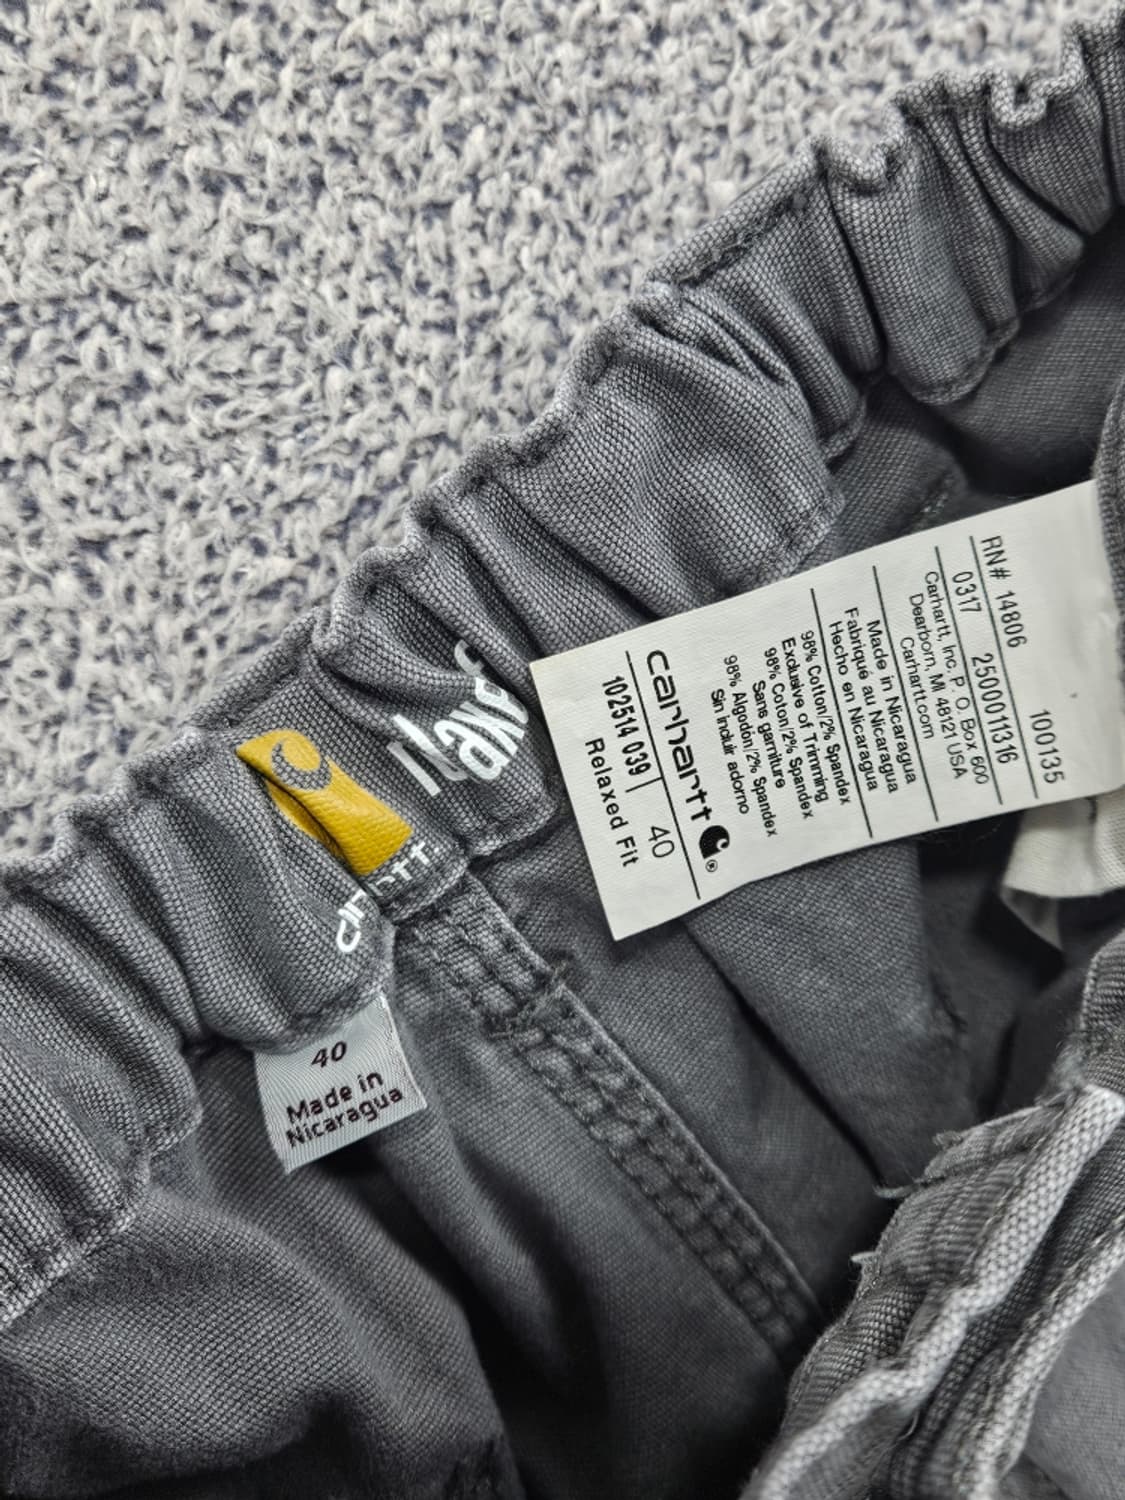 carhartt
102514 039 40
Relaxed Fit
98% Cotton/2% Spandex
Exclusive of Trimming
98% Coton/2% Spandex
Sans garniture
98% Algodón/2% Spandex
Sin incluir adorno
Made in Nicaragua
Fabriqué au Nicaragua
Hecho en Nicaragua
Carhartt, Inc. P. O. Box 600
Dearborn, MI 48121 USA
Carhartt.com
0317 2500011316
RN# 14806 100135
40
Made in
Nicaragua